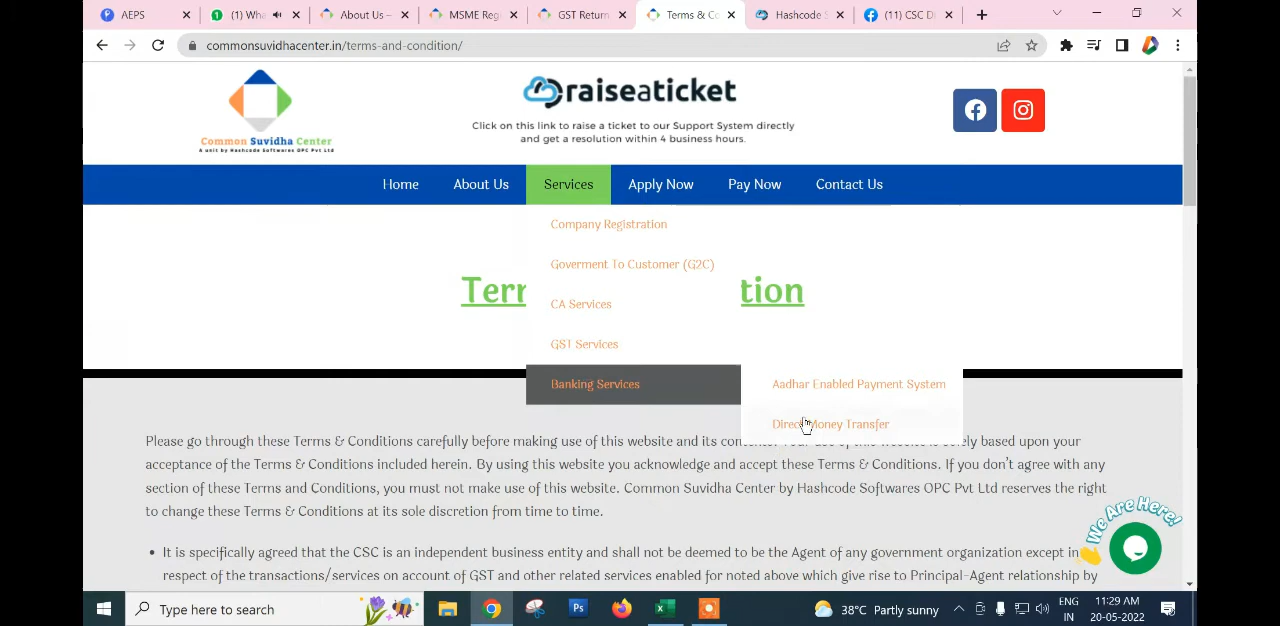 AEPS
(1) Wha
About Us –
MSME Regi
GST Return
Terms & Co
Hashcode S
(11) CSC Di
commonsuvidhacenter.in/terms-and-condition/
Common Suvidha Center
A unit by Hashcode Softwares OPC Pvt Ltd
raiseaticket
Click on this link to raise a ticket to our Support System directly
and get a resolution within 4 business hours.
Home About Us Services Apply Now Pay Now Contact Us
Company Registration
Goverment To Customer (G2C)
CA Services
GST Services
Banking Services
Aadhar Enabled Payment System
Direct Money Transfer
Terr tion
Please go through these Terms & Conditions carefully before making use of this website and its conte Your use of this website is solely based upon your
acceptance of the Terms & Conditions included herein. By using this website you acknowledge and accept these Terms & Conditions. If you don't agree with any
section of these Terms and Conditions, you must not make use of this website. Common Suvidha Center by Hashcode Softwares OPC Pvt Ltd reserves the right
to change these Terms & Conditions at its sole discretion from time to time.
• It is specifically agreed that the CSC is an independent business entity and shall not be deemed to be the Agent of any government organization except in
respect of the transactions/services on account of GST and other related services enabled for noted above which give rise to Principal-Agent relationship by
We Are Here!
Type here to search
Ps
38°C Partly sunny
ENG
IN
11:29 AM
20-05-2022